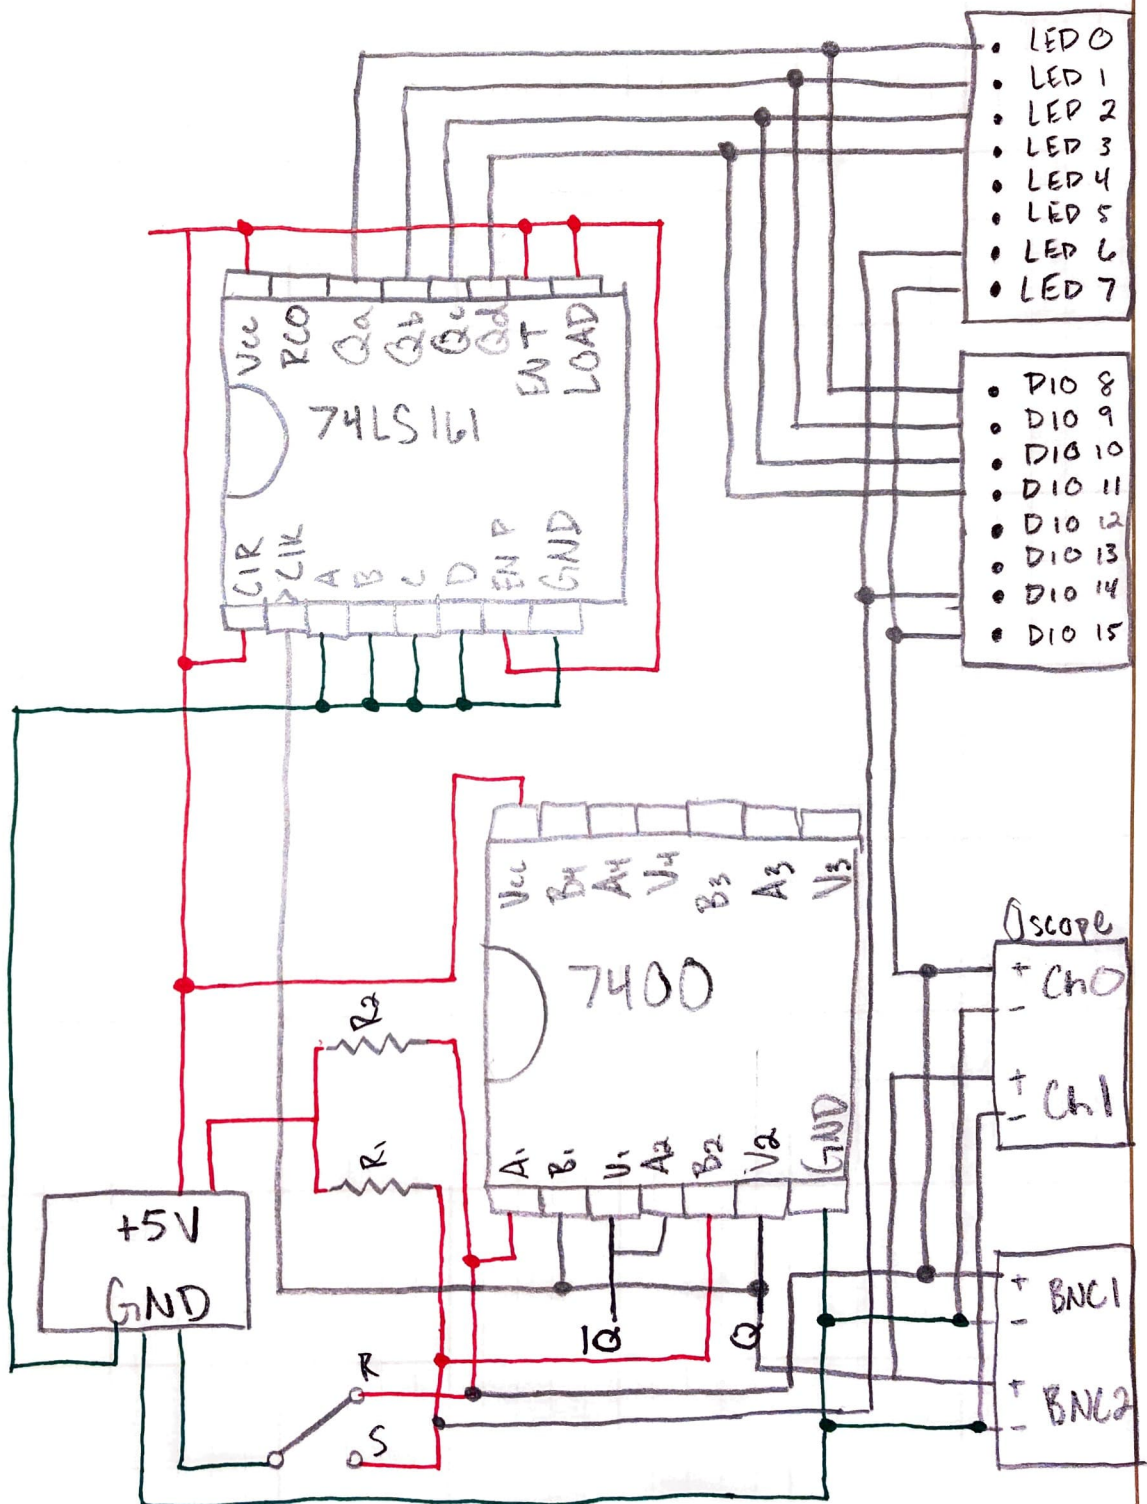 LED 0
LED 1
LED 2
LED 3
LED 4
LED 5
LED 6
LED 7
Vcc RCO Qa Qb Qc Qd ENT LOAD
74LS161
ClR CLK A B C D ENP GND
DIO 8
DIO 9
DIO 10
DIO 11
DIO 12
DIO 13
DIO 14
DIO 15
Vcc B4 A4 Y4 B3 A3 Y3
7400
A1 B1 Y1 A2 B2 Y2 GND
Oscope
+ Ch0
-
+ Ch1
-
R2
R1
+5V
GND
Q̅
Q
R
S
+ BNC1
-
+ BNC2
-